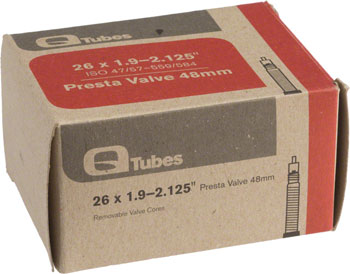 Q Tubes
26 x 1.9–2.125"
ISO 47/57-559/584
Presta Valve 48mm
Q Tubes
26 x 1.9–2.125" Presta Valve 48mm
Removable Valve Cores